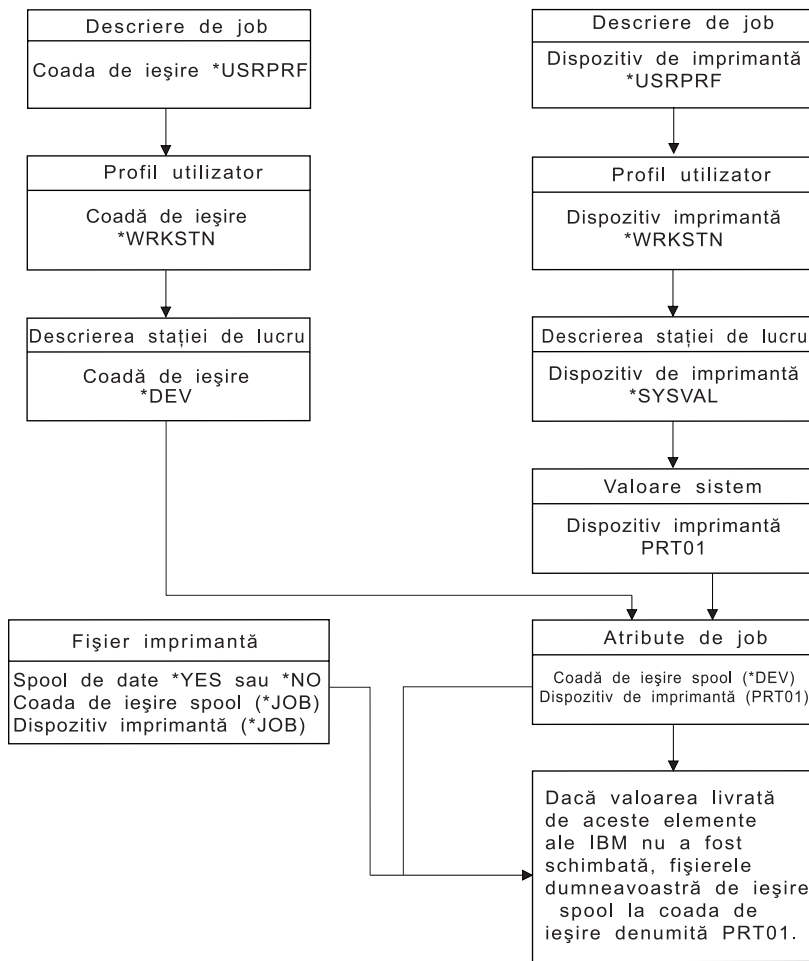 Descriere de job
Coada de ieşire *USRPRF
Profil utilizator
Coadă de ieşire
*WRKSTN
Descrierea staţiei de lucru
Coadă de ieşire
*DEV
Descriere de job
Dispozitiv de imprimantă
*USRPRF
Profil utilizator
Dispozitiv imprimantă
*WRKSTN
Descrierea staţiei de lucru
Dispozitiv de imprimantă
*SYSVAL
Valoare sistem
Dispozitiv imprimantă
PRT01
Fişier imprimantă
Spool de date *YES sau *NO
Coada de ieşire spool (*JOB)
Dispozitiv imprimantă (*JOB)
Atribute de job
Coadă de ieşire spool (*DEV)
Dispozitiv de imprimantă (PRT01)
Dacă valoarea livrată
de aceste elemente
ale IBM nu a fost
schimbată, fişierele
dumneavoastră de ieşire
spool la coada de
ieşire denumită PRT01.